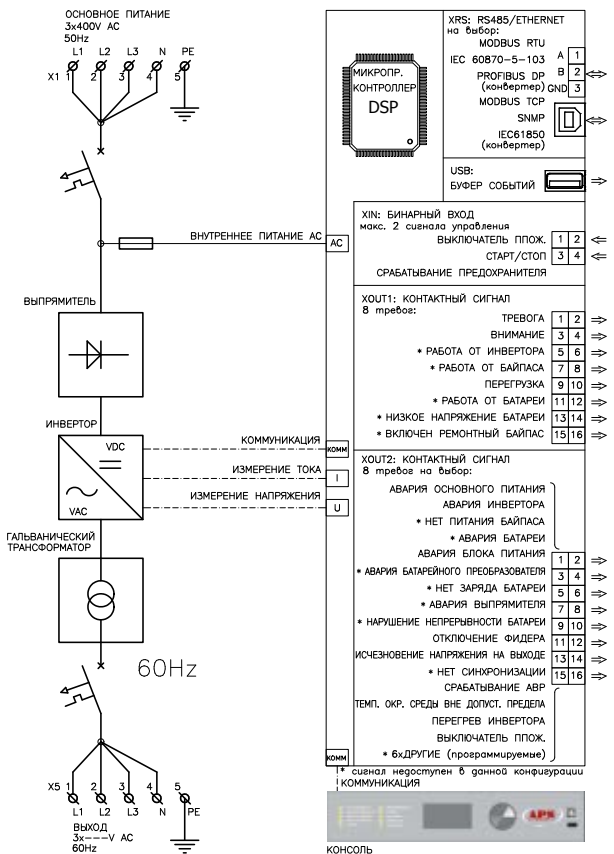 ОСНОВНОЕ ПИТАНИЕ
3x400V AC
50Hz
L1 L2 L3 N PE
X1 1 2 3 4 5
ВНУТРЕННЕЕ ПИТАНИЕ AC
AC
ВЫПРЯМИТЕЛЬ
ИНВЕРТОР
VDC
VAC
КОММУНИКАЦИЯ
КОММ
ИЗМЕРЕНИЕ ТОКА
I
ИЗМЕРЕНИЕ НАПРЯЖЕНИЯ
U
ГАЛЬВАНИЧЕСКИЙ
ТРАНСФОРМАТОР
60Hz
X5 1 2 3 4 5
L1 L2 L3 N PE
ВЫХОД
3x---V AC
60Hz
МИКРОПР.
КОНТРОЛЛЕР
DSP
XRS: RS485/ETHERNET
на выбор:
MODBUS RTU
IEC 60870-5-103
PROFIBUS DP
(конвертер)
MODBUS TCP
SNMP
IEC61850
(конвертер)
A 1
B 2
GND 3
USB:
БУФЕР СОБЫТИЙ
XIN: БИНАРНЫЙ ВХОД
макс. 2 сигнала управления
ВЫКЛЮЧАТЕЛЬ ППОЖ. 1 2
СТАРТ/СТОП 3 4
СРАБАТЫВАНИЕ ПРЕДОХРАНИТЕЛЯ
XOUT1: КОНТАКТНЫЙ СИГНАЛ
8 тревог:
ТРЕВОГА 1 2
ВНИМАНИЕ 3 4
* РАБОТА ОТ ИНВЕРТОРА 5 6
* РАБОТА ОТ БАЙПАСА 7 8
ПЕРЕГРУЗКА 9 10
* РАБОТА ОТ БАТАРЕИ 11 12
* НИЗКОЕ НАПРЯЖЕНИЕ БАТАРЕИ 13 14
* ВКЛЮЧЕН РЕМОНТНЫЙ БАЙПАС 15 16
XOUT2: КОНТАКТНЫЙ СИГНАЛ
8 тревог на выбор:
АВАРИЯ ОСНОВНОГО ПИТАНИЯ
АВАРИЯ ИНВЕРТОРА
* НЕТ ПИТАНИЯ БАЙПАСА
* АВАРИЯ БАТАРЕИ
АВАРИЯ БЛОКА ПИТАНИЯ 1 2
* АВАРИЯ БАТАРЕЙНОГО ПРЕОБРАЗОВАТЕЛЯ 3 4
* НЕТ ЗАРЯДА БАТАРЕИ 5 6
* АВАРИЯ ВЫПРЯМИТЕЛЯ 7 8
* НАРУШЕНИЕ НЕПРЕРЫВНОСТИ БАТАРЕИ 9 10
ОТКЛЮЧЕНИЕ ФИДЕРА 11 12
ИСЧЕЗНОВЕНИЕ НАПРЯЖЕНИЯ НА ВЫХОДЕ 13 14
* НЕТ СИНХРОНИЗАЦИИ 15 16
СРАБАТЫВАНИЕ АВР
ТЕМП. ОКР. СРЕДЫ ВНЕ ДОПУСТ. ПРЕДЕЛА
ПЕРЕГРЕВ ИНВЕРТОРА
ВЫКЛЮЧАТЕЛЬ ППОЖ.
* 6xДРУГИЕ (программируемые)
КОММ
* сигнал недоступен в данной конфигурации
КОММУНИКАЦИЯ
APS
КОНСОЛЬ